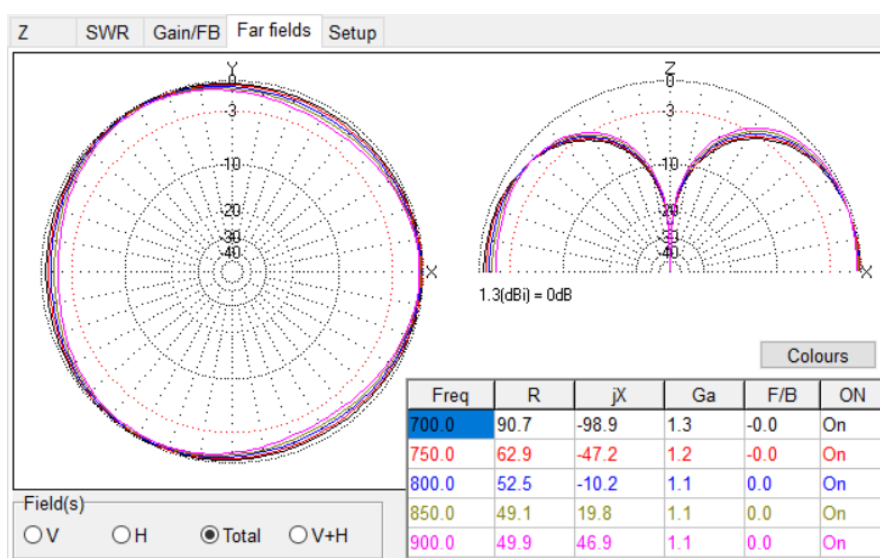 Z SWR Gain/FB Far fields Setup
Y
0
-3
-10
-20
-30
-40
X
Z
0
-3
-10
-20
-30
-40
X
1.3(dBi) = 0dB
Colours
Freq R jX Ga F/B ON
700.0 90.7 -98.9 1.3 -0.0 On
750.0 62.9 -47.2 1.2 -0.0 On
800.0 52.5 -10.2 1.1 0.0 On
850.0 49.1 19.8 1.1 0.0 On
900.0 49.9 46.9 1.1 0.0 On
Field(s)
V H Total V+H